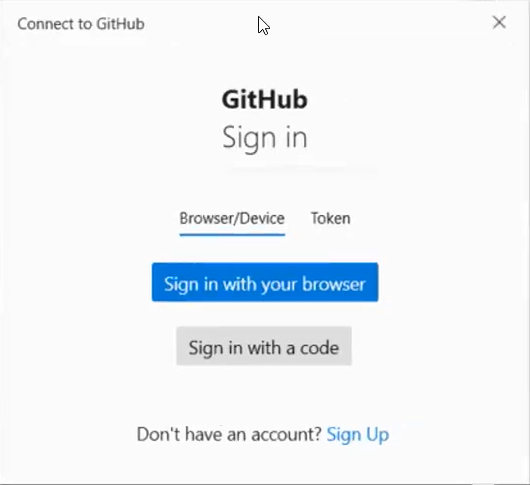 Connect to GitHub
GitHub
Sign in
Browser/Device Token
Sign in with your browser
Sign in with a code
Don't have an account? Sign Up